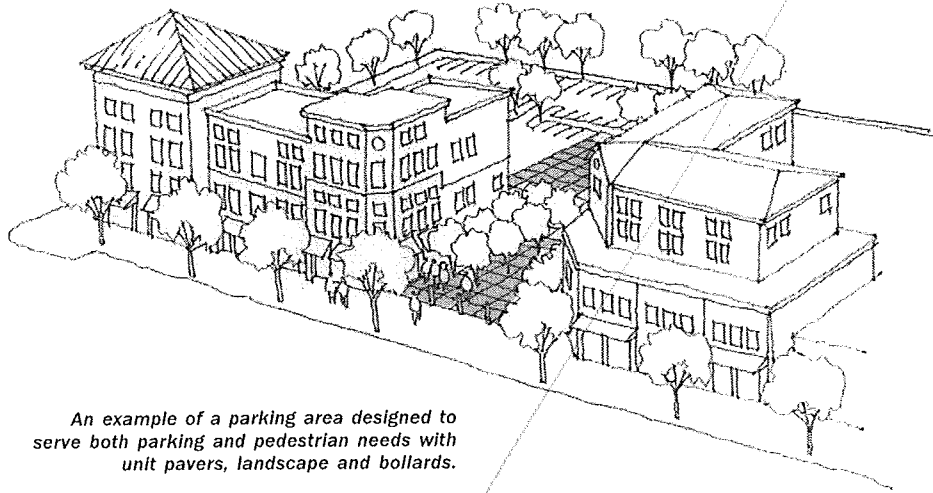 An example of a parking area designed to
serve both parking and pedestrian needs with
unit pavers, landscape and bollards.